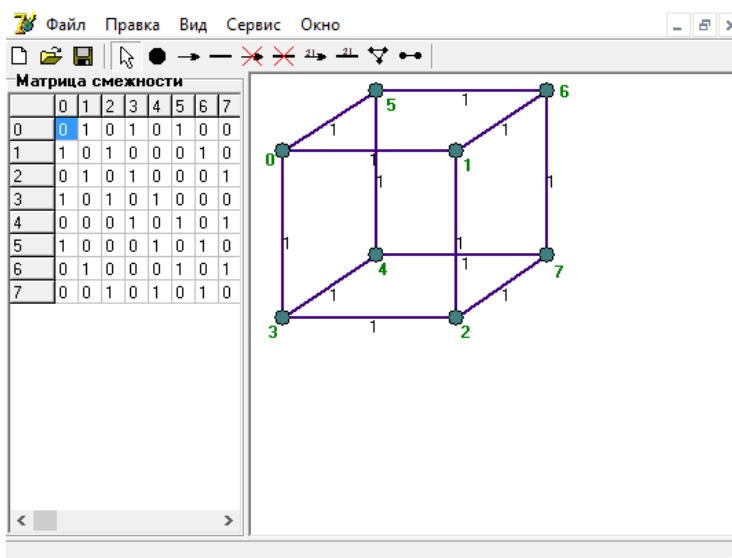 Файл Правка Вид Сервис Окно
21 21
Матрица смежности
0 1 2 3 4 5 6 7
0 0 1 0 1 0 1 0 0
1 1 0 1 0 0 0 1 0
2 0 1 0 1 0 0 0 1
3 1 0 1 0 1 0 0 0
4 0 0 0 1 0 1 0 1
5 1 0 0 0 1 0 1 0
6 0 1 0 0 0 1 0 1
7 0 0 1 0 1 0 1 0
5 1 6
1 1
0 1 1
1 1
1 1
1
4 7
1 1
3 1 2